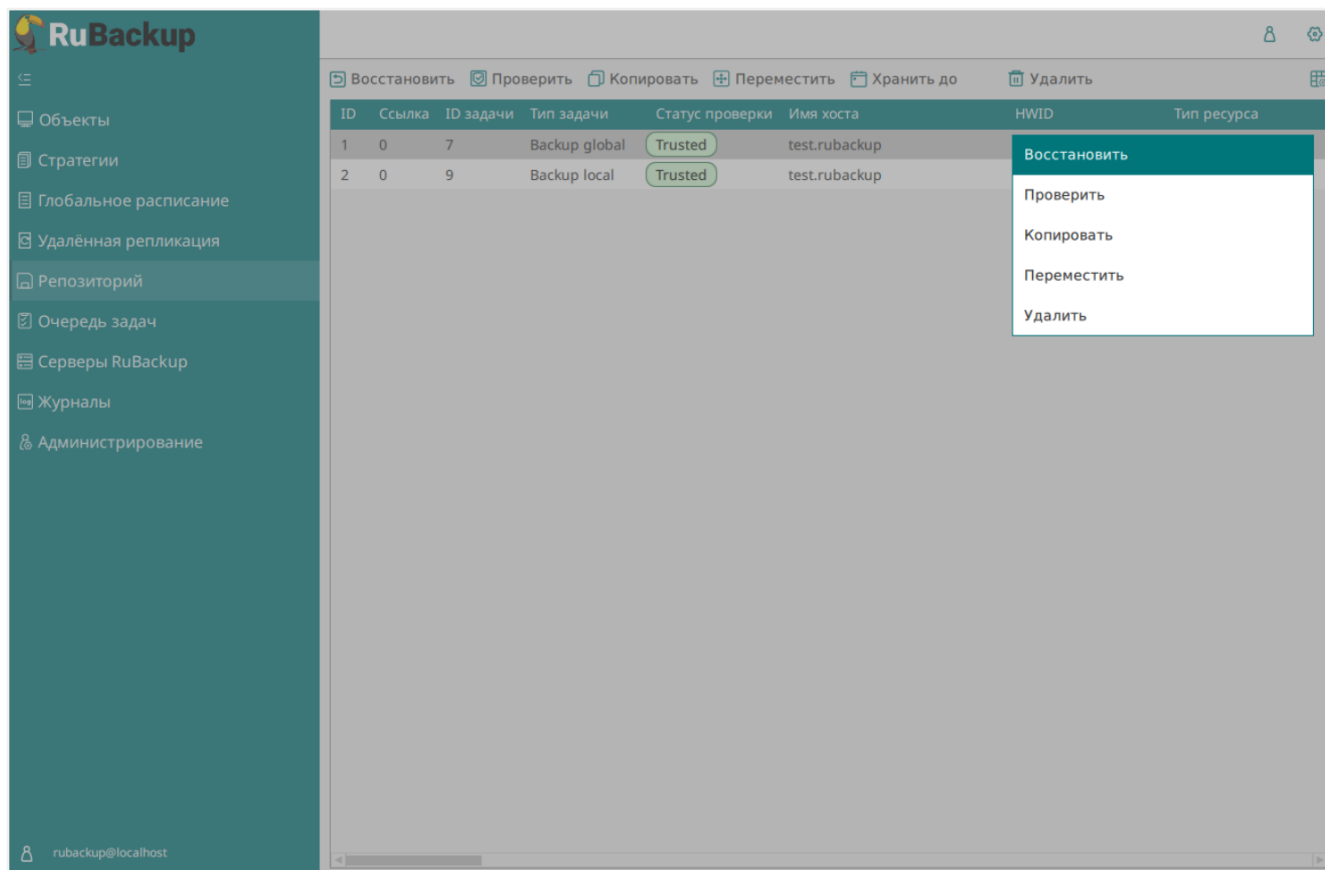 RuBackup
Восстановить Проверить Копировать Переместить Хранить до Удалить
Объекты
Стратегии
Глобальное расписание
Удалённая репликация
Репозиторий
Очередь задач
Серверы RuBackup
Журналы
Администрирование
rubackup@localhost
ID Ссылка ID задачи Тип задачи Статус проверки Имя хоста HWID Тип ресурса
1 0 7 Backup global Trusted test.rubackup
2 0 9 Backup local Trusted test.rubackup
Восстановить
Проверить
Копировать
Переместить
Удалить